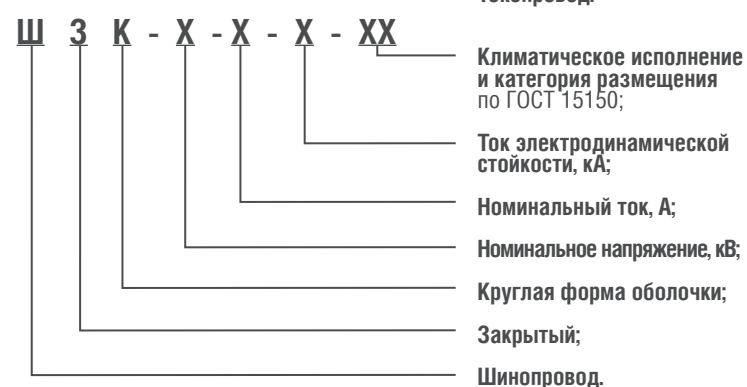 Токопровод.
Ш З К - Х - Х - Х - ХХ
Климатическое исполнение
и категория размещения
по ГОСТ 15150;
Ток электродинамической
стойкости, кА;
Номинальный ток, А;
Номинальное напряжение, кВ;
Круглая форма оболочки;
Закрытый;
Шинопровод.